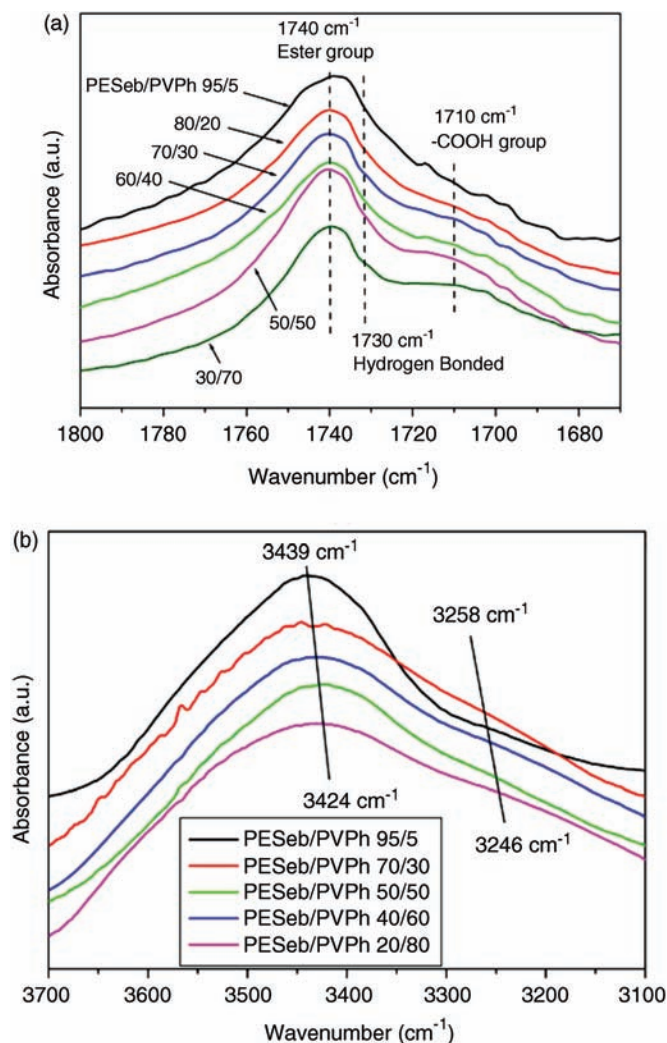 (a)
1740 cm⁻¹
Ester group
PESeb/PVPh 95/5
1710 cm⁻¹
-COOH group
80/20
70/30
60/40
50/50
30/70
1730 cm⁻¹
Hydrogen Bonded
Absorbance (a.u.)
1800 1780 1760 1740 1720 1700 1680
Wavenumber (cm⁻¹)
(b)
3439 cm⁻¹
3258 cm⁻¹
3424 cm⁻¹
3246 cm⁻¹
PESeb/PVPh 95/5
PESeb/PVPh 70/30
PESeb/PVPh 50/50
PESeb/PVPh 40/60
PESeb/PVPh 20/80
Absorbance (a.u.)
3700 3600 3500 3400 3300 3200 3100
Wavenumber (cm⁻¹)